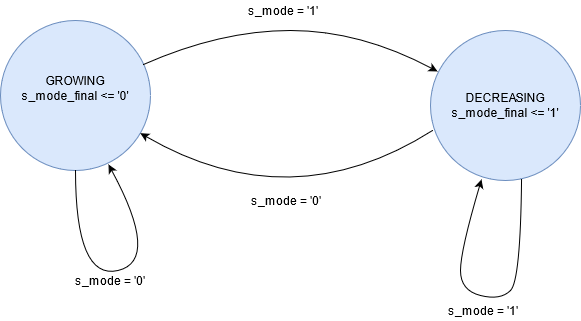 s_mode = '1'
GROWING
s_mode_final <= '0'
DECREASING
s_mode_final <= '1'
s_mode = '0'
s_mode = '0'
s_mode = '1'